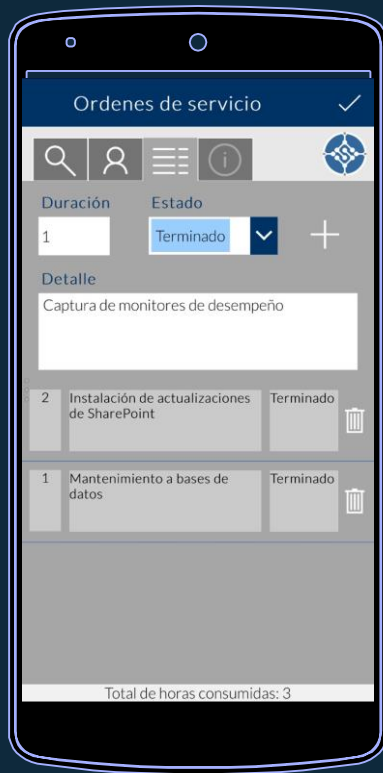 Ordenes de servicio
Duración Estado
1 Terminado
Detalle
Captura de monitores de desempeño
2 Instalación de actualizaciones Terminado
de SharePoint
1 Mantenimiento a bases de Terminado
datos
Total de horas consumidas: 3